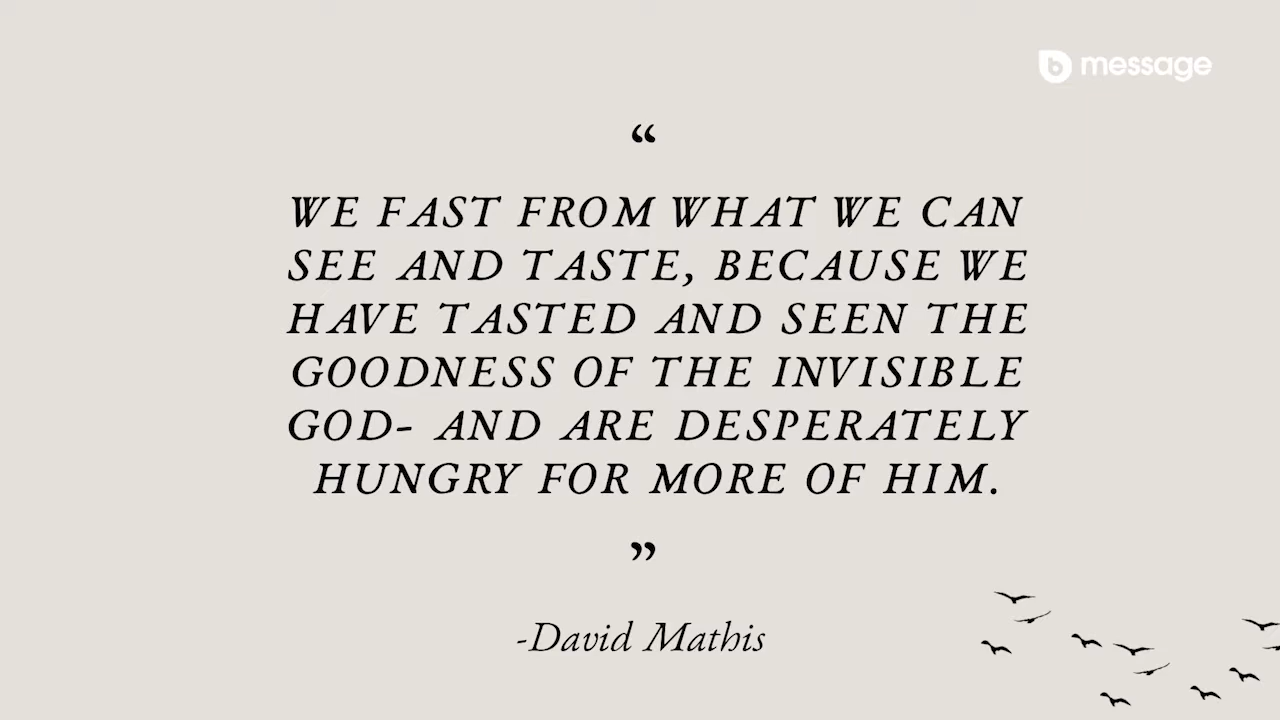 b message
“
WE FAST FROM WHAT WE CAN
SEE AND TASTE, BECAUSE WE
HAVE TASTED AND SEEN THE
GOODNESS OF THE INVISIBLE
GOD- AND ARE DESPERATELY
HUNGRY FOR MORE OF HIM.
”
-David Mathis